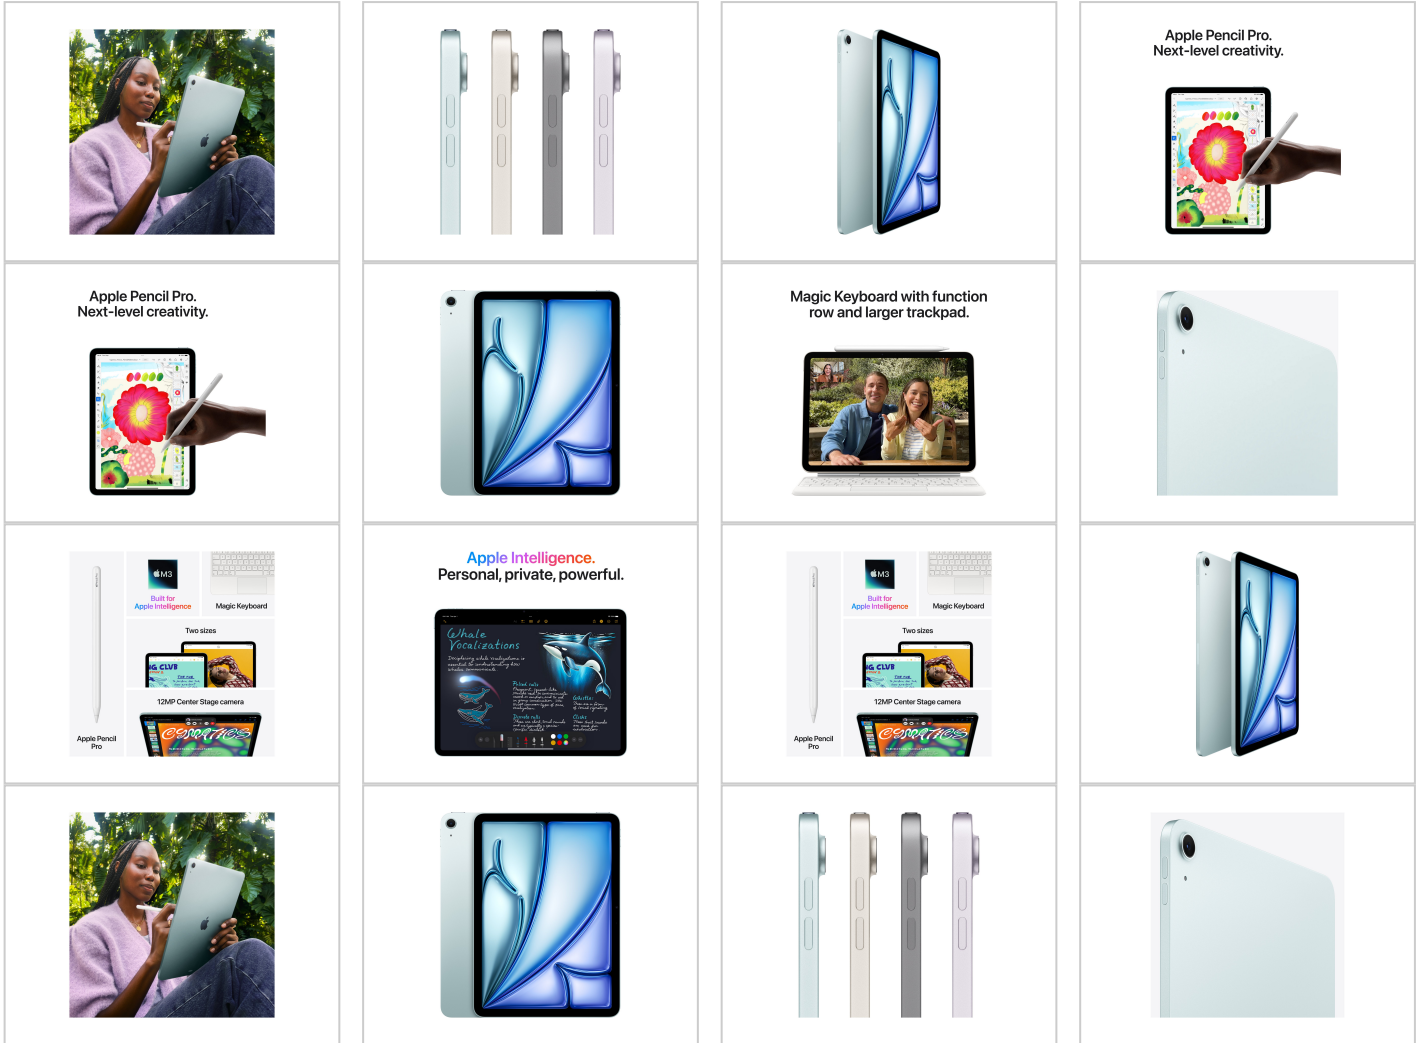 Apple Pencil Pro.
Next-level creativity.
Apple Pencil Pro.
Next-level creativity.
Magic Keyboard with function
row and larger trackpad.
M3
Built for
Apple Intelligence
Magic Keyboard
Two sizes
12MP Center Stage camera
Apple Pencil
Pro
Apple Intelligence.
Personal, private, powerful.
Whale
Vocalizations
M3
Built for
Apple Intelligence
Magic Keyboard
Two sizes
12MP Center Stage camera
Apple Pencil
Pro